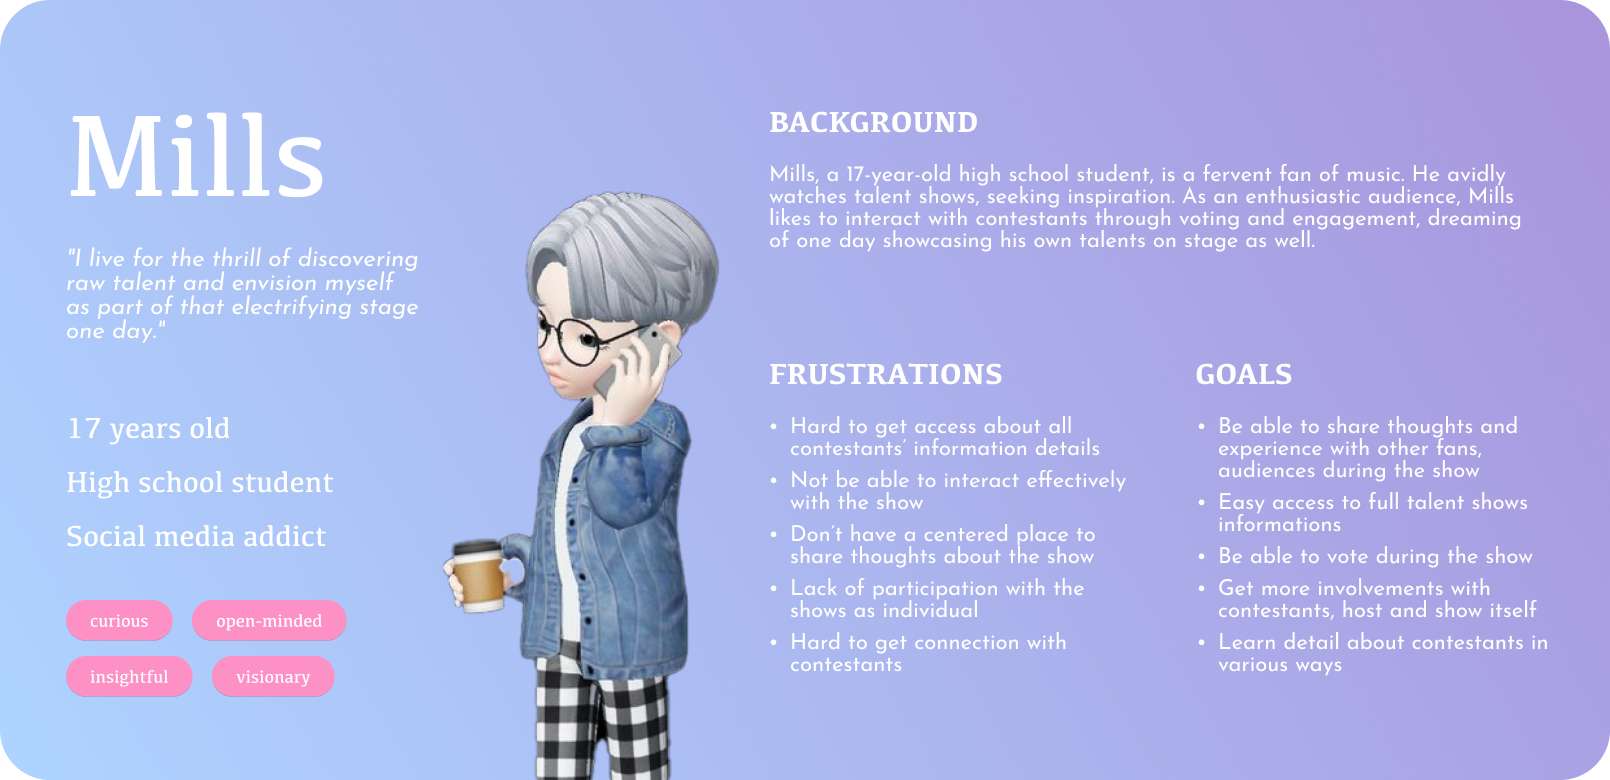 Mills
"I live for the thrill of discovering
raw talent and envision myself
as part of that electrifying stage
one day."
17 years old
High school student
Social media addict
curious
open-minded
insightful
visionary
BACKGROUND
Mills, a 17-year-old high school student, is a fervent fan of music. He avidly
watches talent shows, seeking inspiration. As an enthusiastic audience, Mills
likes to interact with contestants through voting and engagement, dreaming
of one day showcasing his own talents on stage as well.
FRUSTRATIONS
• Hard to get access about all
contestants’ information details
• Not be able to interact effectively
with the show
• Don’t have a centered place to
share thoughts about the show
• Lack of participation with the
shows as individual
• Hard to get connection with
contestants
GOALS
• Be able to share thoughts and
experience with other fans,
audiences during the show
• Easy access to full talent shows
informations
• Be able to vote during the show
• Get more involvements with
contestants, host and show itself
• Learn detail about contestants in
various ways